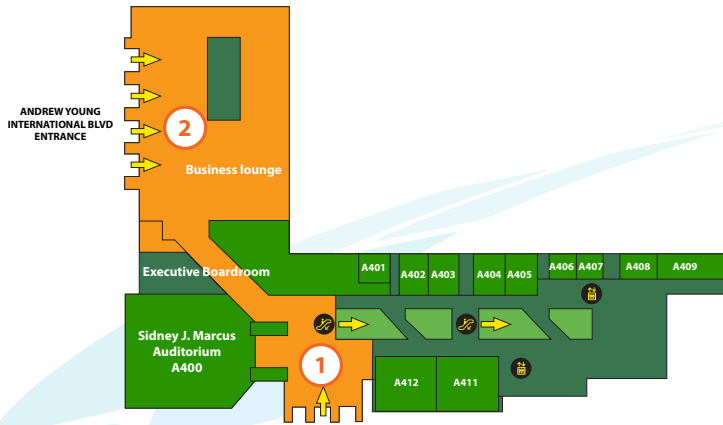 ANDREW YOUNG
INTERNATIONAL BLVD
ENTRANCE
2
Business lounge
Executive Boardroom
A401
A402
A403
A404
A405
A406
A407
A408
A409
Sidney J. Marcus
Auditorium
A400
1
A412
A411